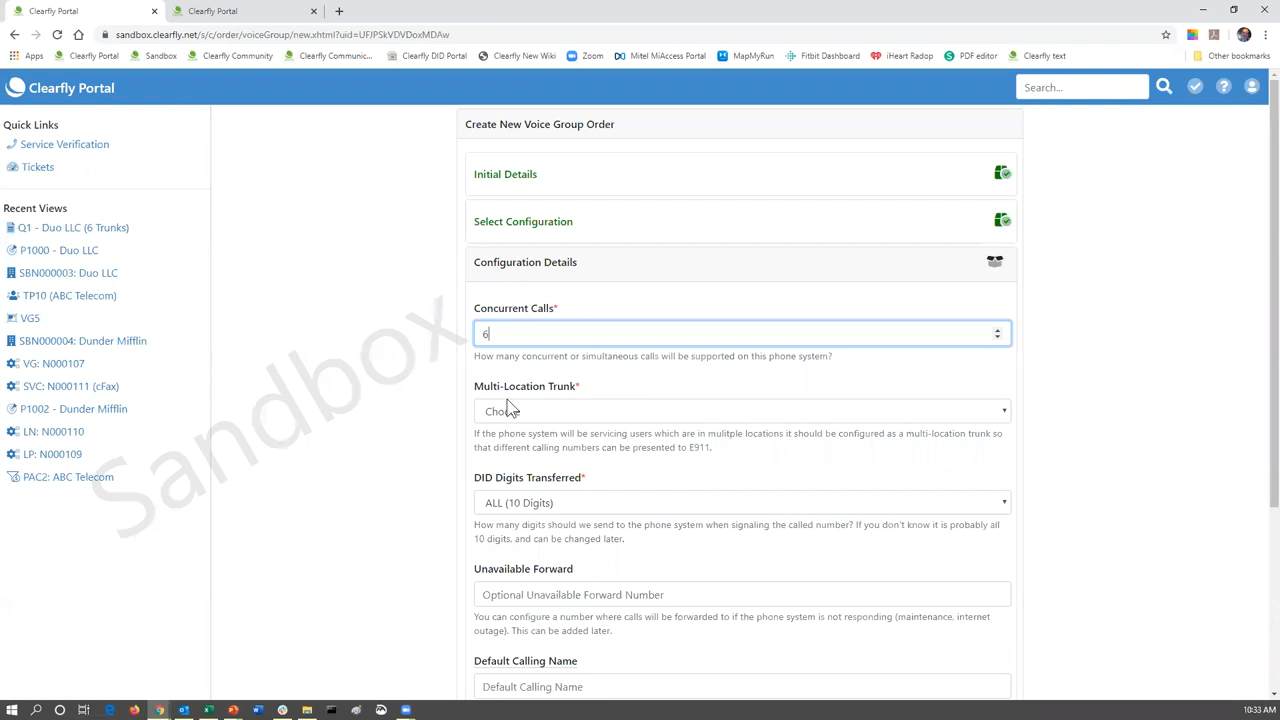 Clearfly Portal
Clearfly Portal
sandbox.clearfly.net/s/c/order/voiceGroup/new.xhtml?uid=UFJPSkVDVDoxMDAw
Apps Clearfly Portal Sandbox Clearfly Community Clearfly Communic... Clearfly DID Portal Clearfly New Wiki Zoom Mitel MiAccess Portal MapMyRun Fitbit Dashboard iHeart Radop PDF editor Clearfly text Other bookmarks
Clearfly Portal
Search...
Quick Links
Service Verification
Tickets
Recent Views
Q1 - Duo LLC (6 Trunks)
P1000 - Duo LLC
SBN000003: Duo LLC
TP10 (ABC Telecom)
VG5
SBN000004: Dunder Mifflin
VG: N000107
SVC: N000111 (cFax)
P1002 - Dunder Mifflin
LN: N000110
LP: N000109
PAC2: ABC Telecom
Sandbox
Create New Voice Group Order
Initial Details
Select Configuration
Configuration Details
Concurrent Calls*
6
How many concurrent or simultaneous calls will be supported on this phone system?
Multi-Location Trunk*
If the phone system will be servicing users which are in mulitple locations it should be configured as a multi-location trunk so
that different calling numbers can be presented to E911.
DID Digits Transferred*
ALL (10 Digits)
How many digits should we send to the phone system when signaling the called number? If you don't know it is probably all
10 digits, and can be changed later.
Unavailable Forward
Optional Unavailable Forward Number
You can configure a number where calls will be forwarded to if the phone system is not responding (maintenance, internet
outage). This can be added later.
Default Calling Name
Default Calling Name
10:33 AM